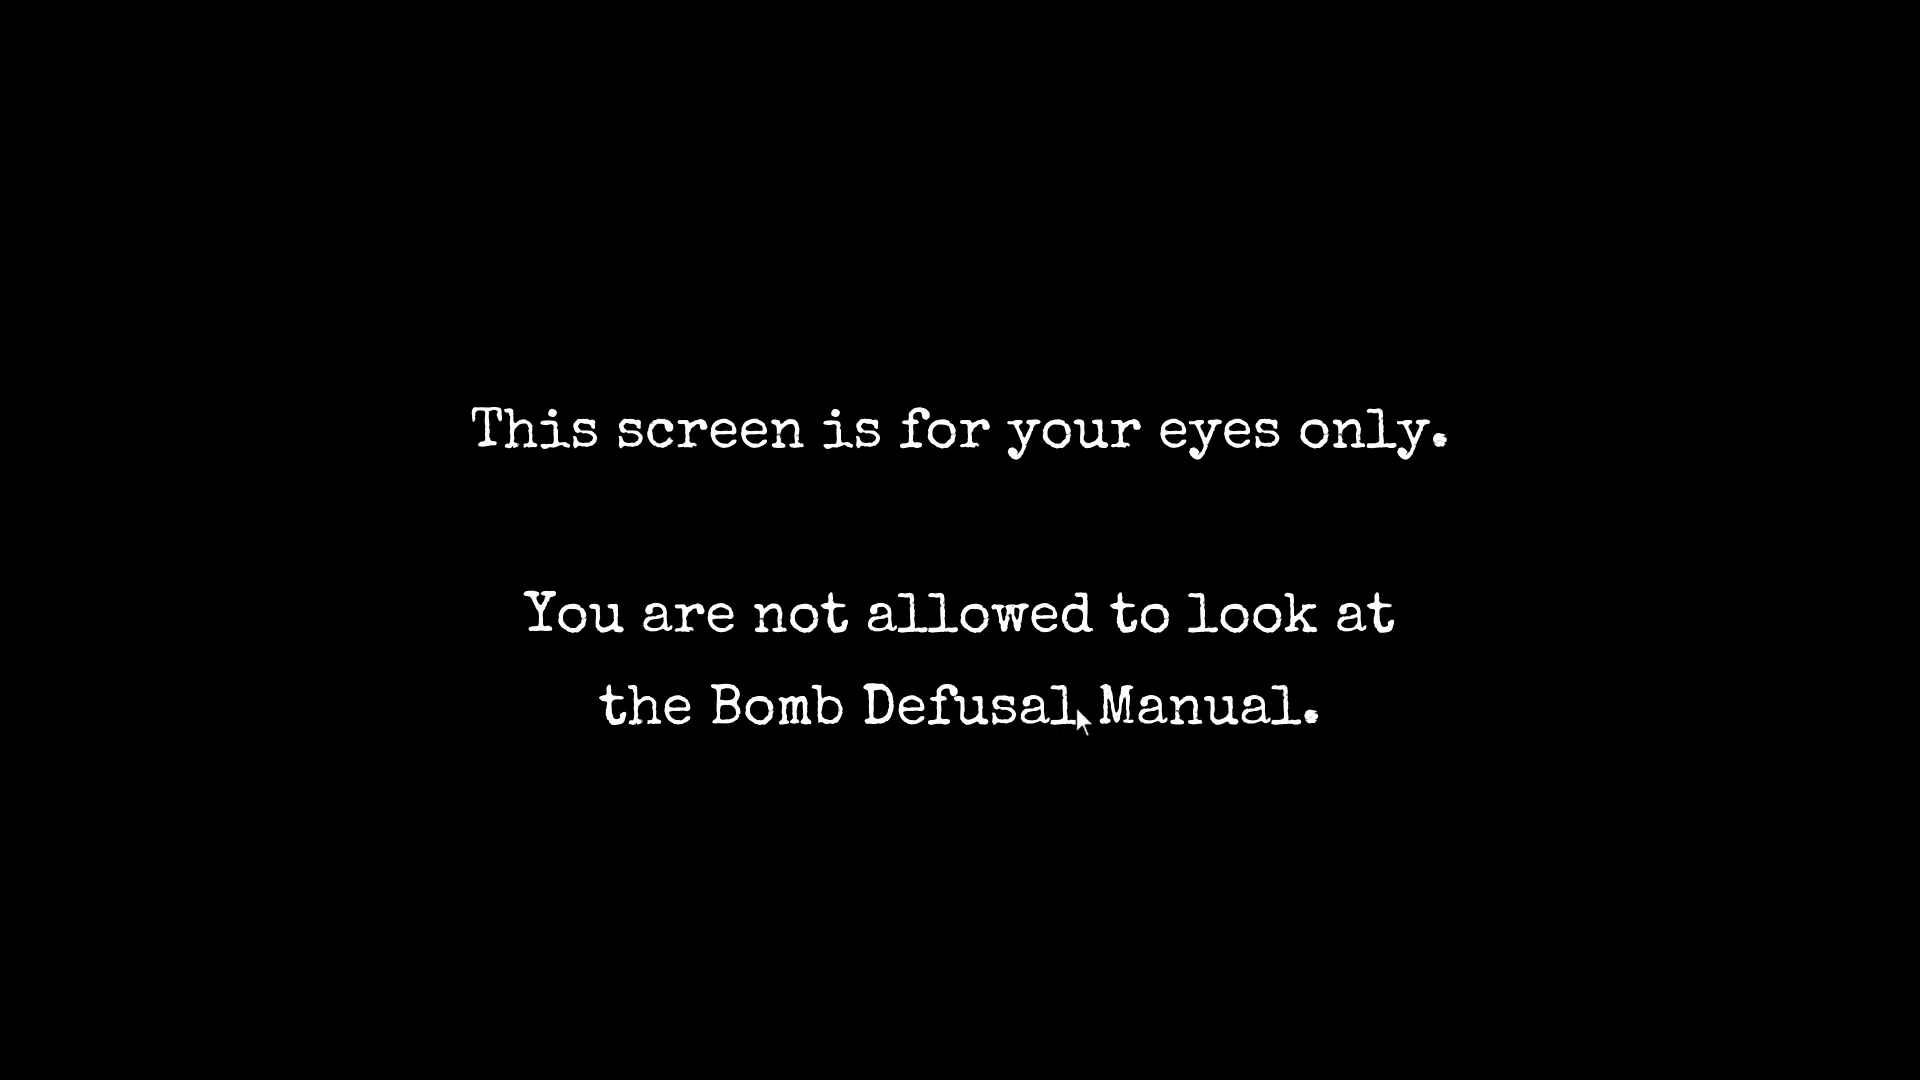 This screen is for your eyes only.
You are not allowed to look at
the Bomb Defusal Manual.